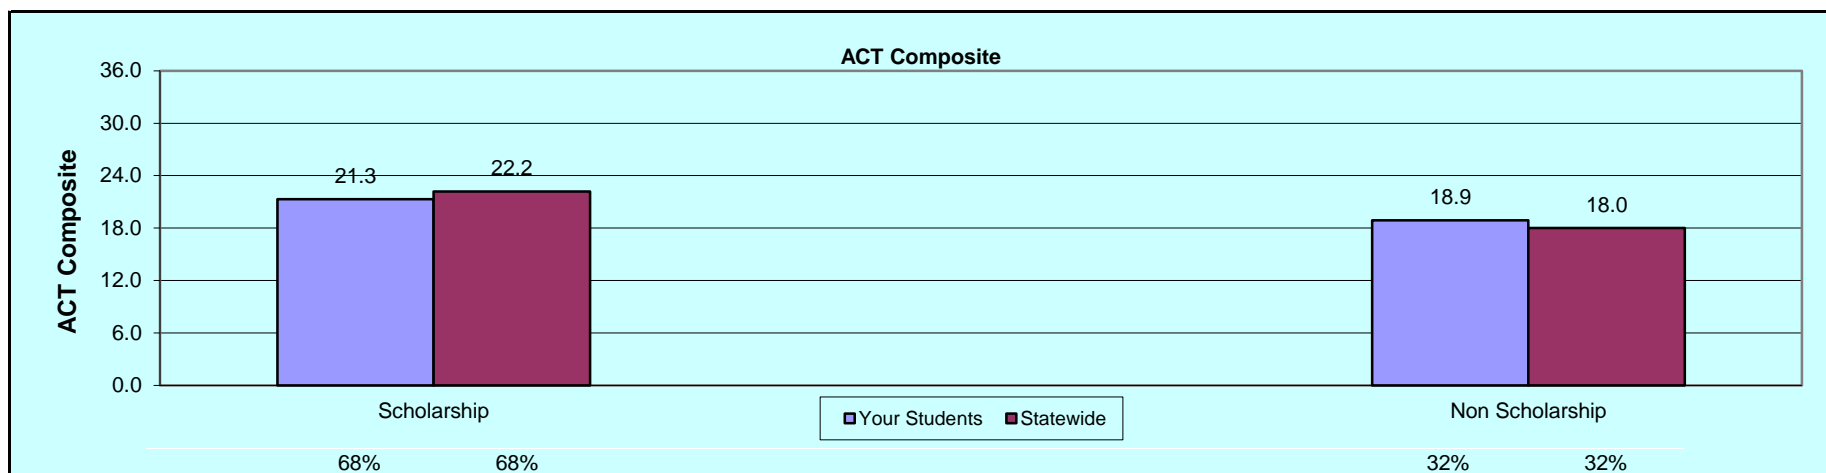 ACT Composite
36.0
30.0
24.0
18.0
12.0
6.0
0.0
ACT Composite
21.3
22.2
18.9
18.0
Scholarship
Non Scholarship
Your Students
Statewide
68% 68% 32% 32%